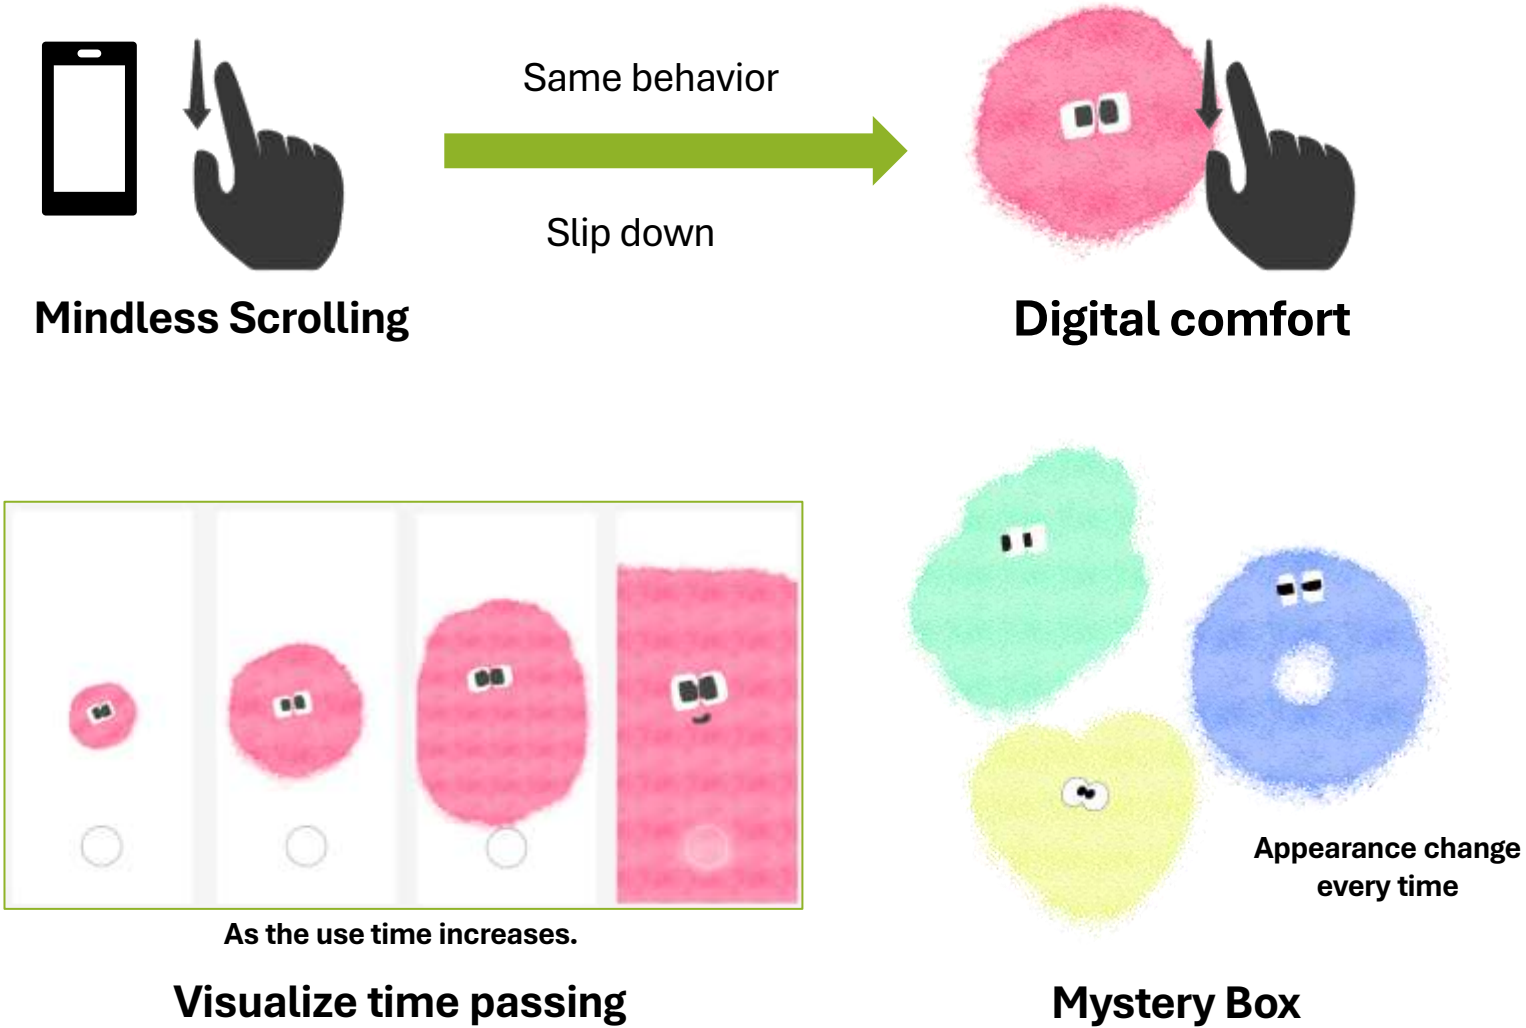 Same behavior
Slip down
Mindless Scrolling
Digital comfort
As the use time increases.
Visualize time passing
Appearance change
every time
Mystery Box